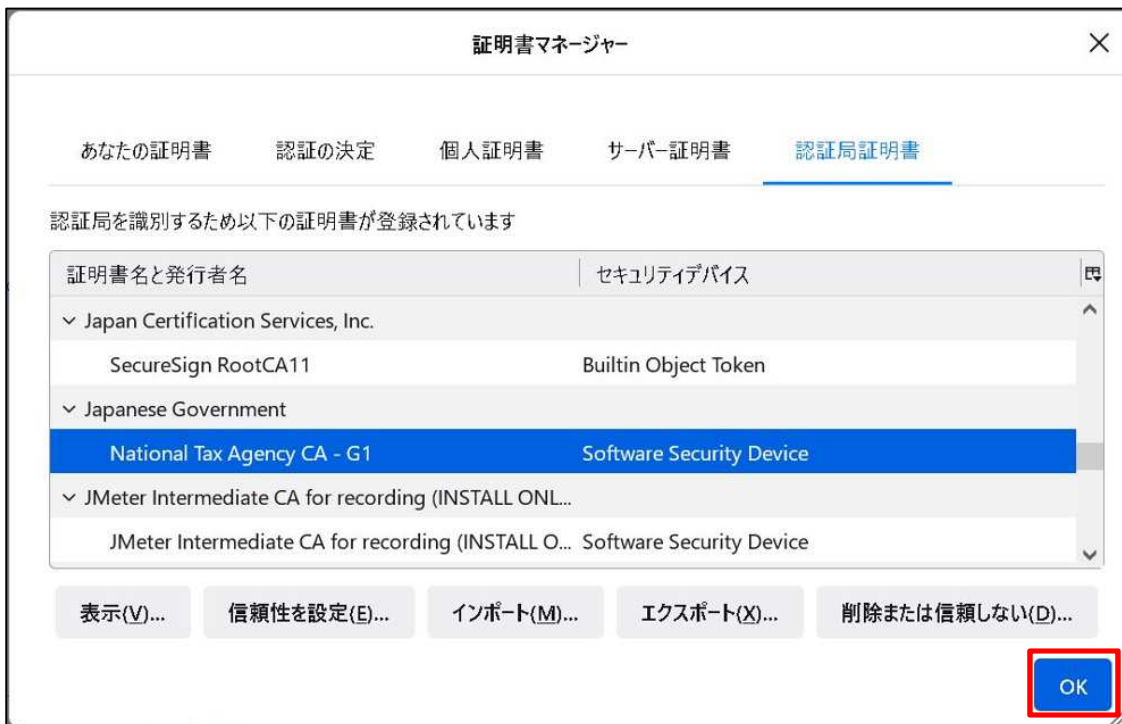 証明書マネージャー
あなたの証明書 認証の決定 個人証明書 サーバー証明書 認証局証明書
認証局を識別するため以下の証明書が登録されています
証明書名と発行者名 セキュリティデバイス
Japan Certification Services, Inc.
SecureSign RootCA11 Builtin Object Token
Japanese Government
National Tax Agency CA - G1 Software Security Device
JMeter Intermediate CA for recording (INSTALL ONL...
JMeter Intermediate CA for recording (INSTALL O... Software Security Device
表示(V)... 信頼性を設定(E)... インポート(M)... エクスポート(X)... 削除または信頼しない(D)...
OK